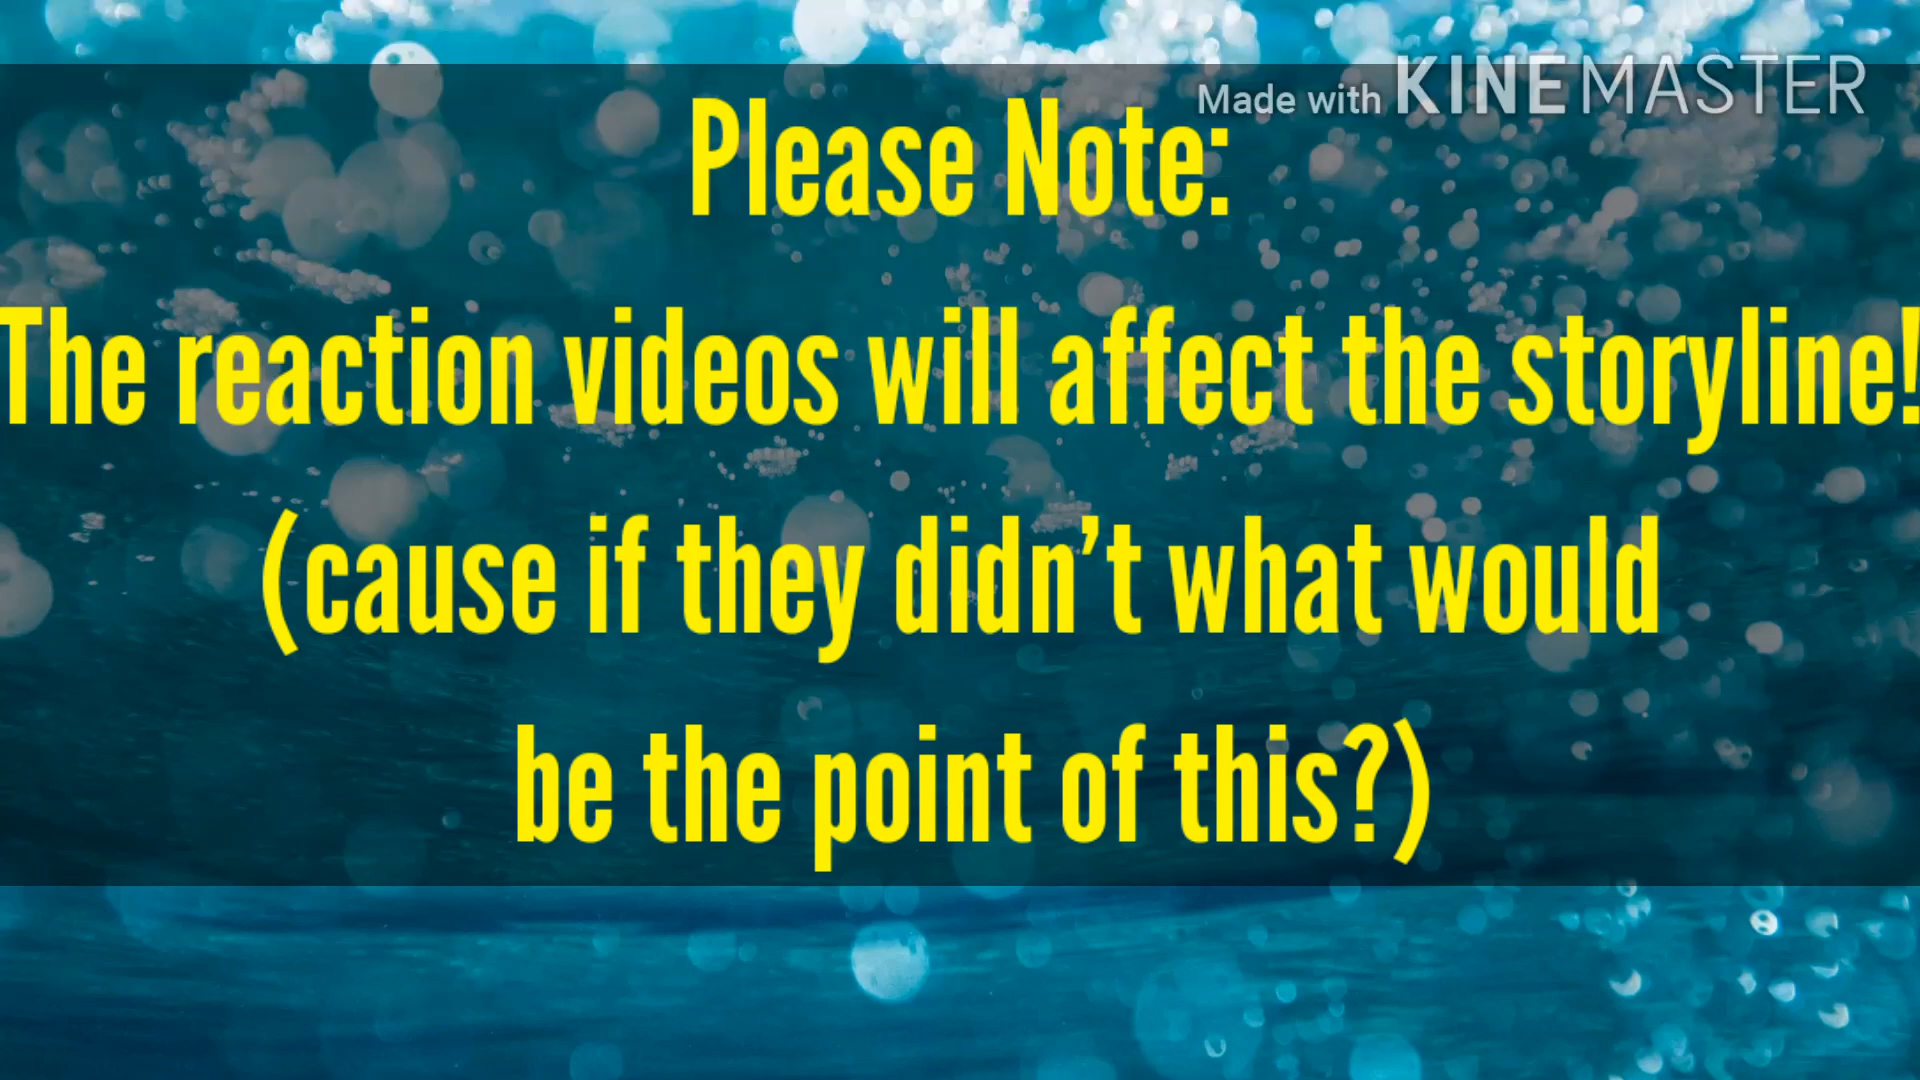 Made with KINEMASTER
Please Note:
The reaction videos will affect the storyline!
(cause if they didn’t what would
be the point of this?)